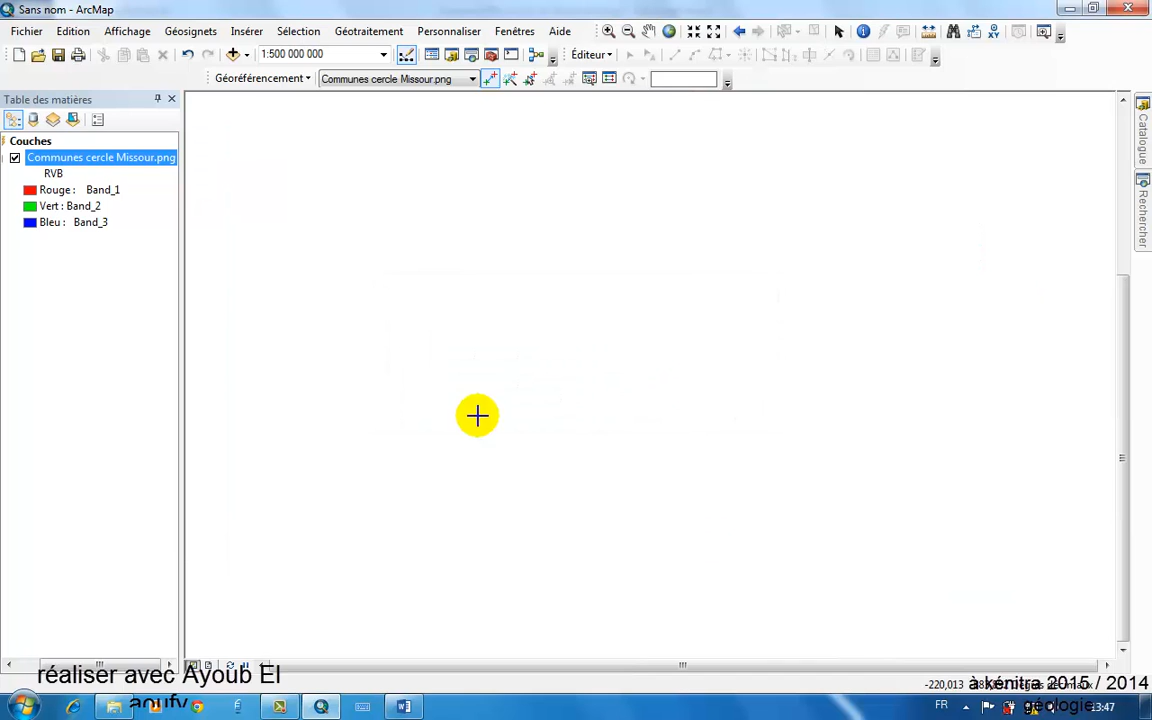 Sans nom - ArcMap
Fichier Edition Affichage Géosignets Insérer Sélection Géotraitement Personnaliser Fenêtres Aide
1:500 000 000 Éditeur
Géoréférencement Communes cercle Missour.png
Table des matières
Couches
Communes cercle Missour.png
RVB
Rouge : Band_1
Vert : Band_2
Bleu : Band_3
Catalogue
Rechercher
-220,013
réaliser avec Ayoub El
à kénitra 2015 / 2014
FR
géologie
13:47